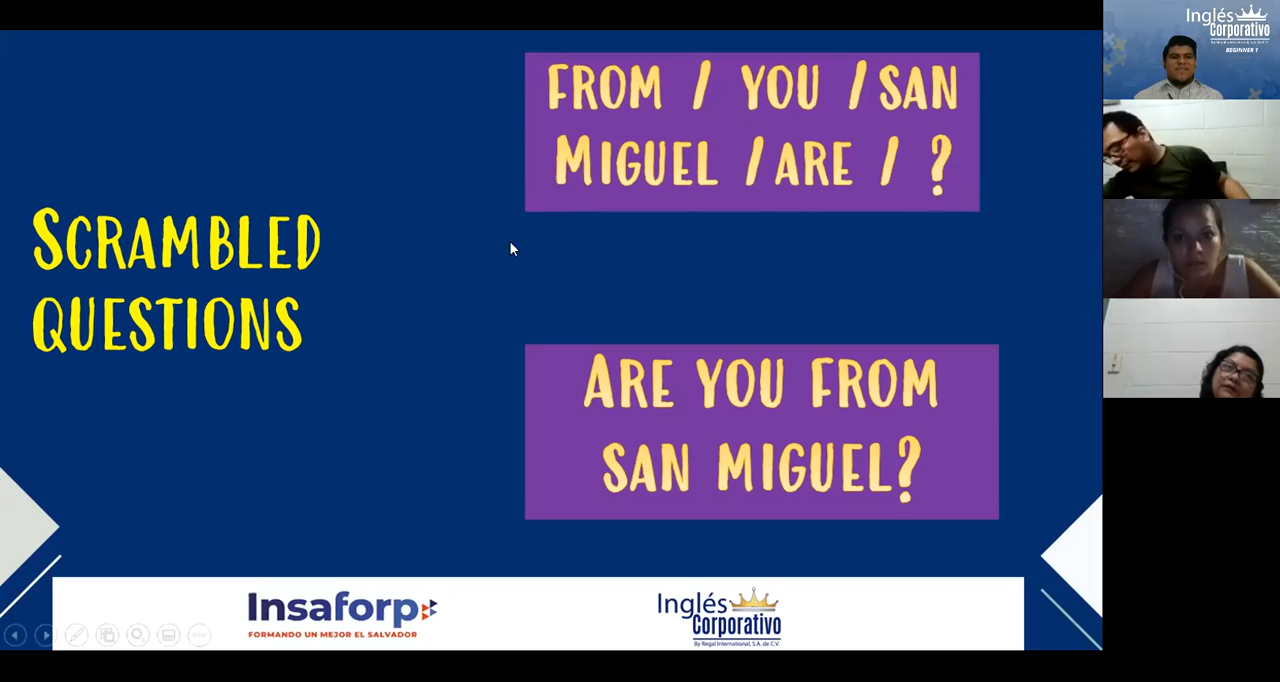 FROM / YOU / SAN
MIGUEL / ARE / ?
SCRAMBLED
QUESTIONS
ARE YOU FROM
SAN MIGUEL?
Insaforp
FORMANDO UN MEJOR EL SALVADOR
Inglés
Corporativo
By Regal International, S.A. de C.V.
Inglés
Corporativo
BEGINNER 1